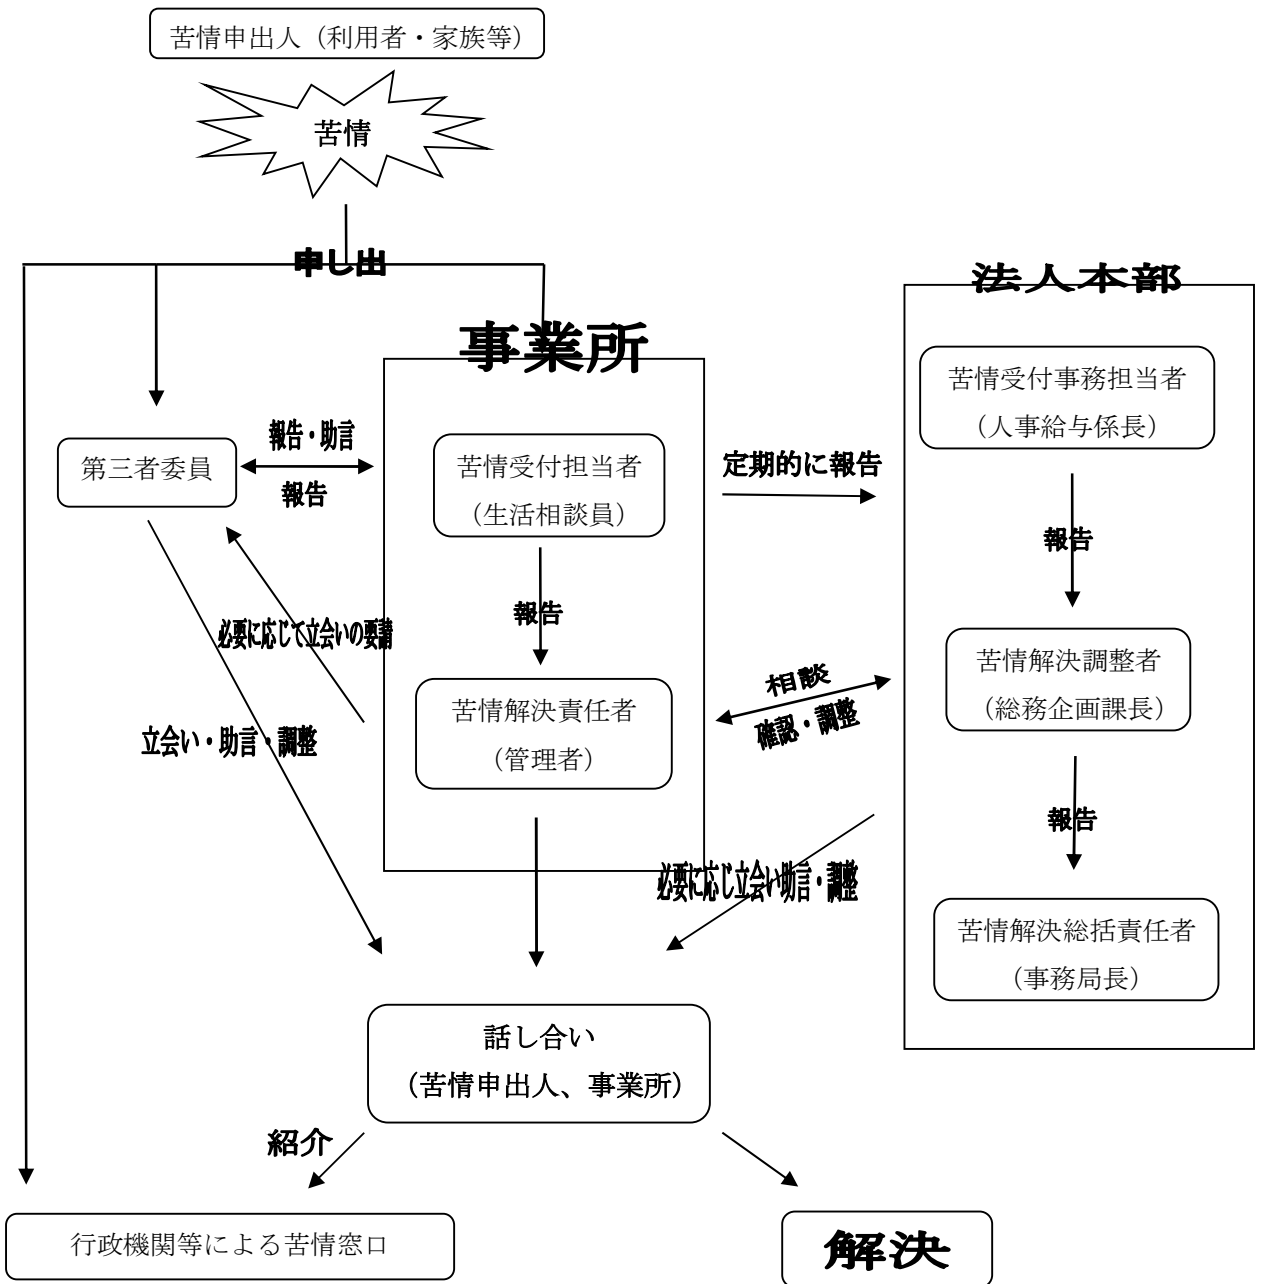 苦情申出人（利用者・家族等）
苦情
申し出
法人本部
事業所
苦情受付事務担当者
（人事給与係長）
第三者委員
報告・助言
報告
苦情受付担当者
（生活相談員）
定期的に報告
報告
報告
必要に応じて立会いの要請
苦情解決調整者
（総務企画課長）
相談
確認・調整
苦情解決責任者
（管理者）
立会い・助言・調整
報告
必要に応じ立会い助言・調整
苦情解決総括責任者
（事務局長）
話し合い
（苦情申出人、事業所）
紹介
行政機関等による苦情窓口
解決